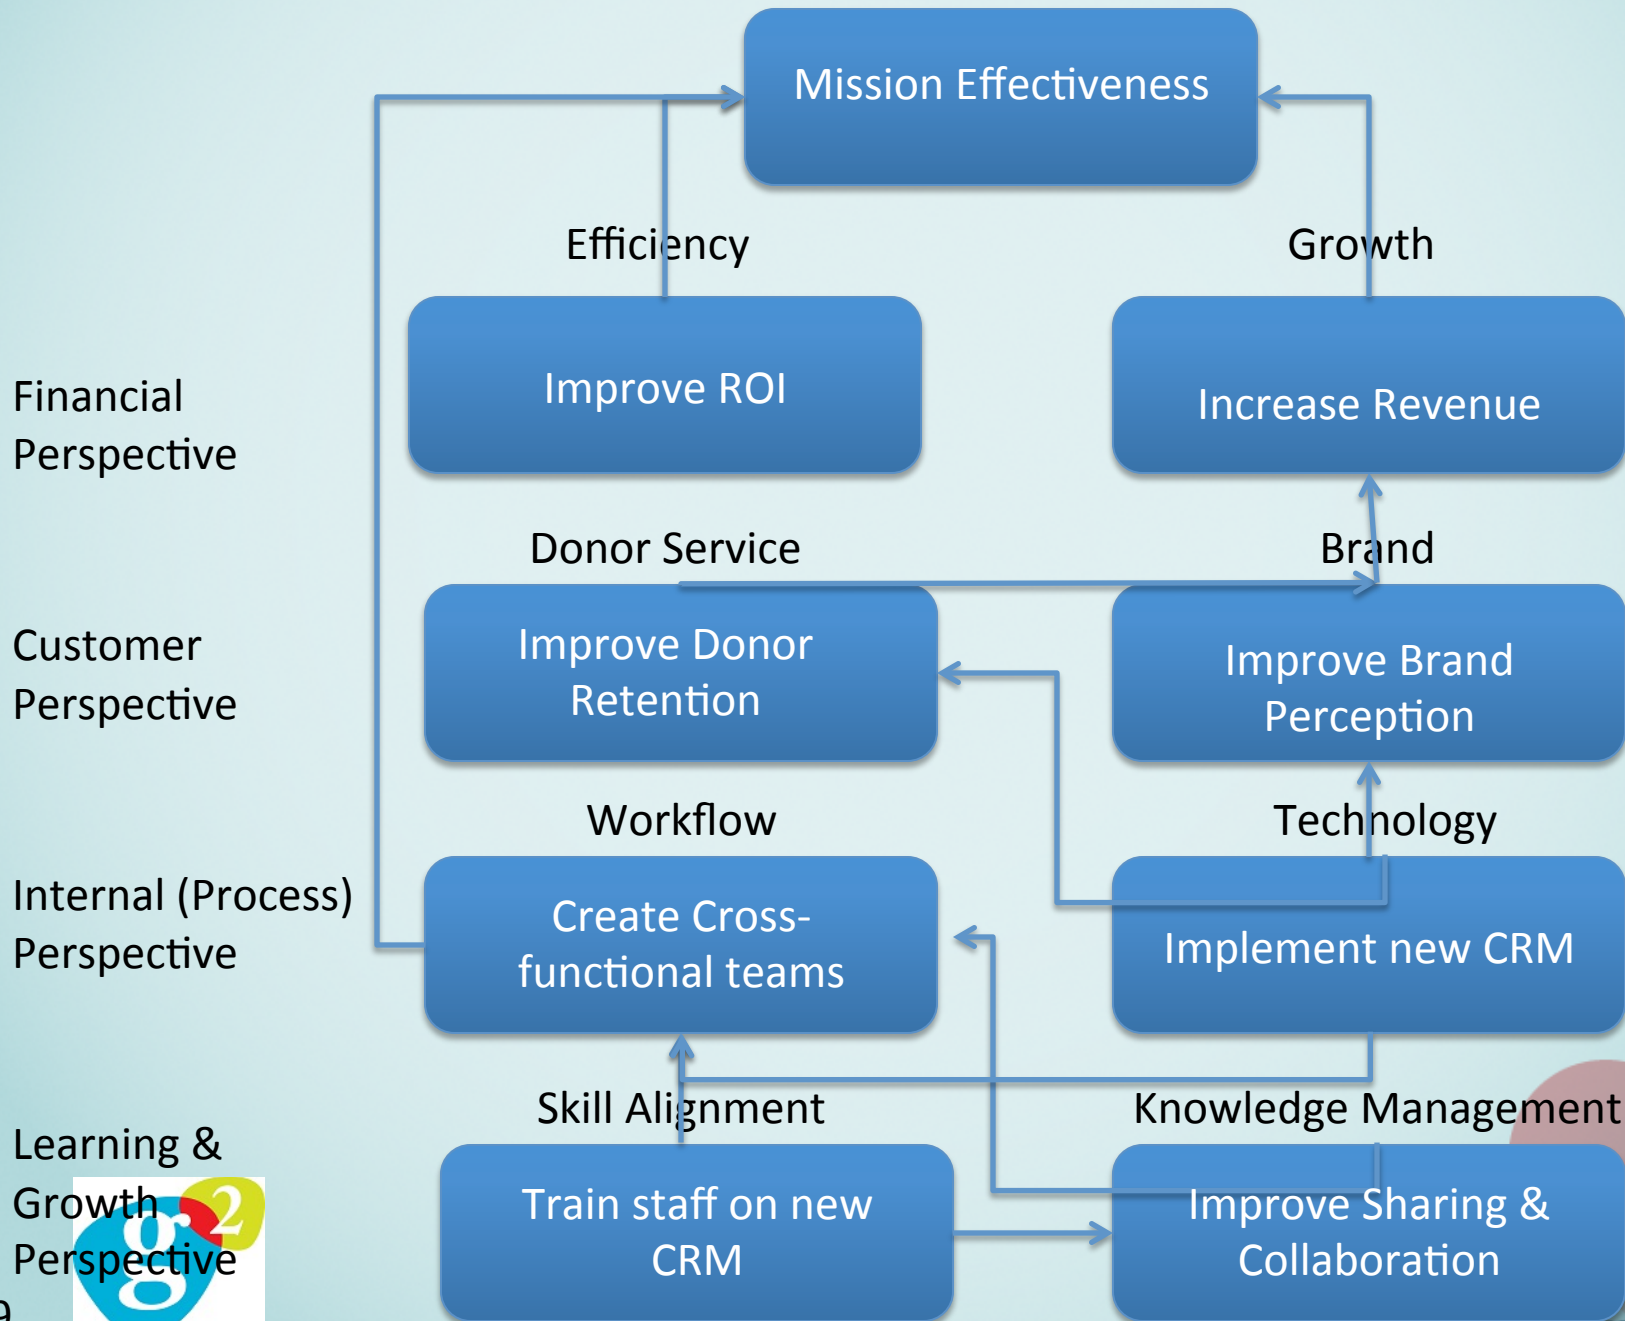 Mission Effectiveness
Efficiency
Growth
Financial
Perspective
Improve ROI
Increase Revenue
Donor Service
Brand
Customer
Perspective
Improve Donor
Retention
Improve Brand
Perception
Workflow
Technology
Internal (Process)
Perspective
Create Cross-
functional teams
Implement new CRM
Skill Alignment
Knowledge Management
Learning &
Growth
Perspective
Train staff on new
CRM
Improve Sharing &
Collaboration
g2
9